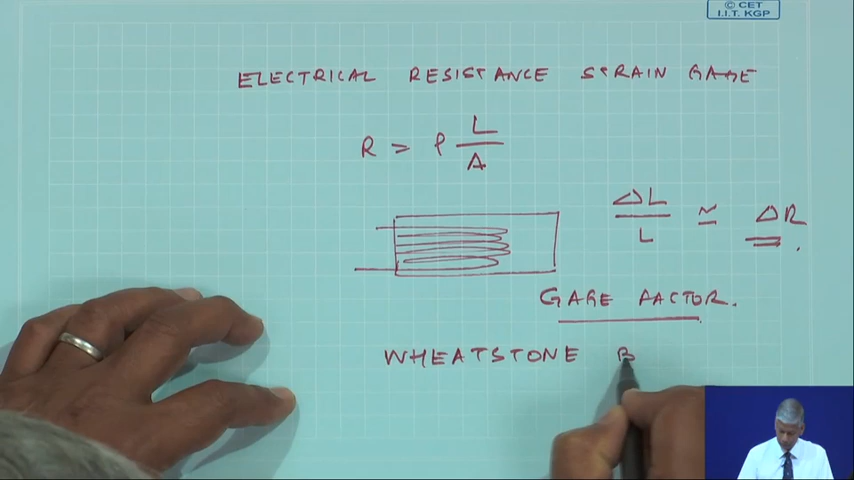 © CET
I.I.T. KGP
ELECTRICAL RESISTANCE STRAIN GAGE
R = ρ L/A
ΔL/L ≃ ΔR.
GAGE FACTOR.
WHEATSTONE B